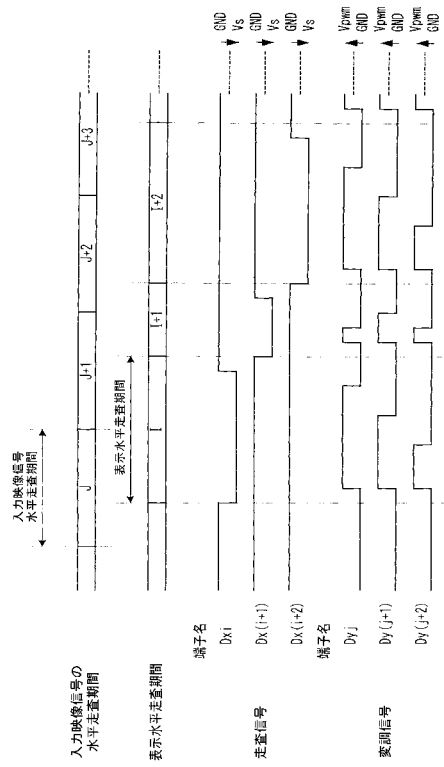 入力映像信号
水平走査期間
入力映像信号の
水平走査期間
J
J+1
J+2
J+3
表示水平走査期間
表示水平走査期間
I
I+1
I+2
端子名
走査信号
Dxi
GND
Vs
Dx(i+1)
GND
Vs
Dx(i+2)
GND
Vs
端子名
変調信号
Dyj
Vpwm
GND
Dy(j+1)
Vpwm
GND
Dy(j+2)
Vpwm
GND